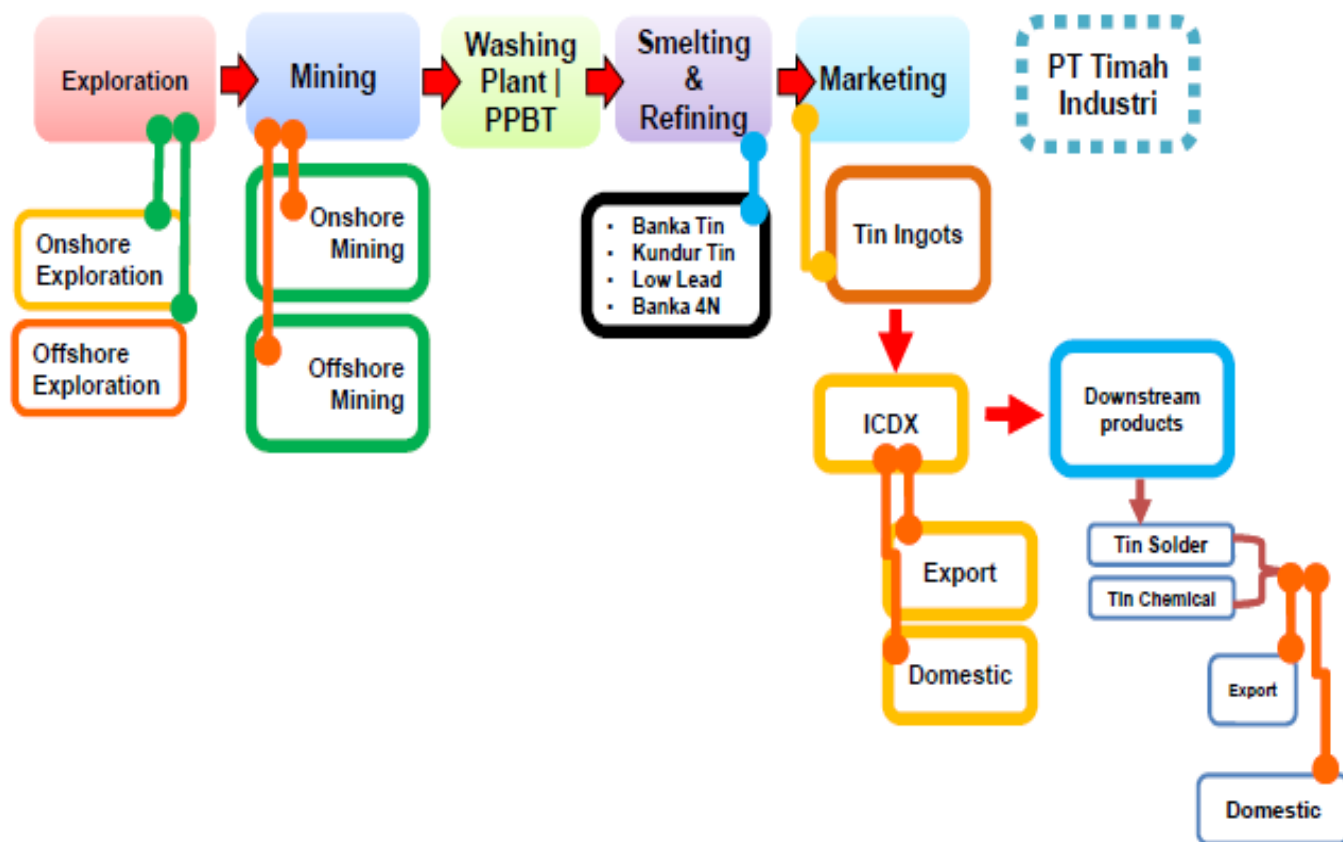 Exploration
Mining
Washing
Plant |
PPBT
Smelting
&
Refining
Marketing
PT Timah
Industri
Onshore
Exploration
Offshore
Exploration
Onshore
Mining
Offshore
Mining
• Banka Tin
• Kundur Tin
• Low Lead
• Banka 4N
Tin Ingots
ICDX
Downstream
products
Export
Domestic
Tin Solder
Tin Chemical
Export
Domestic